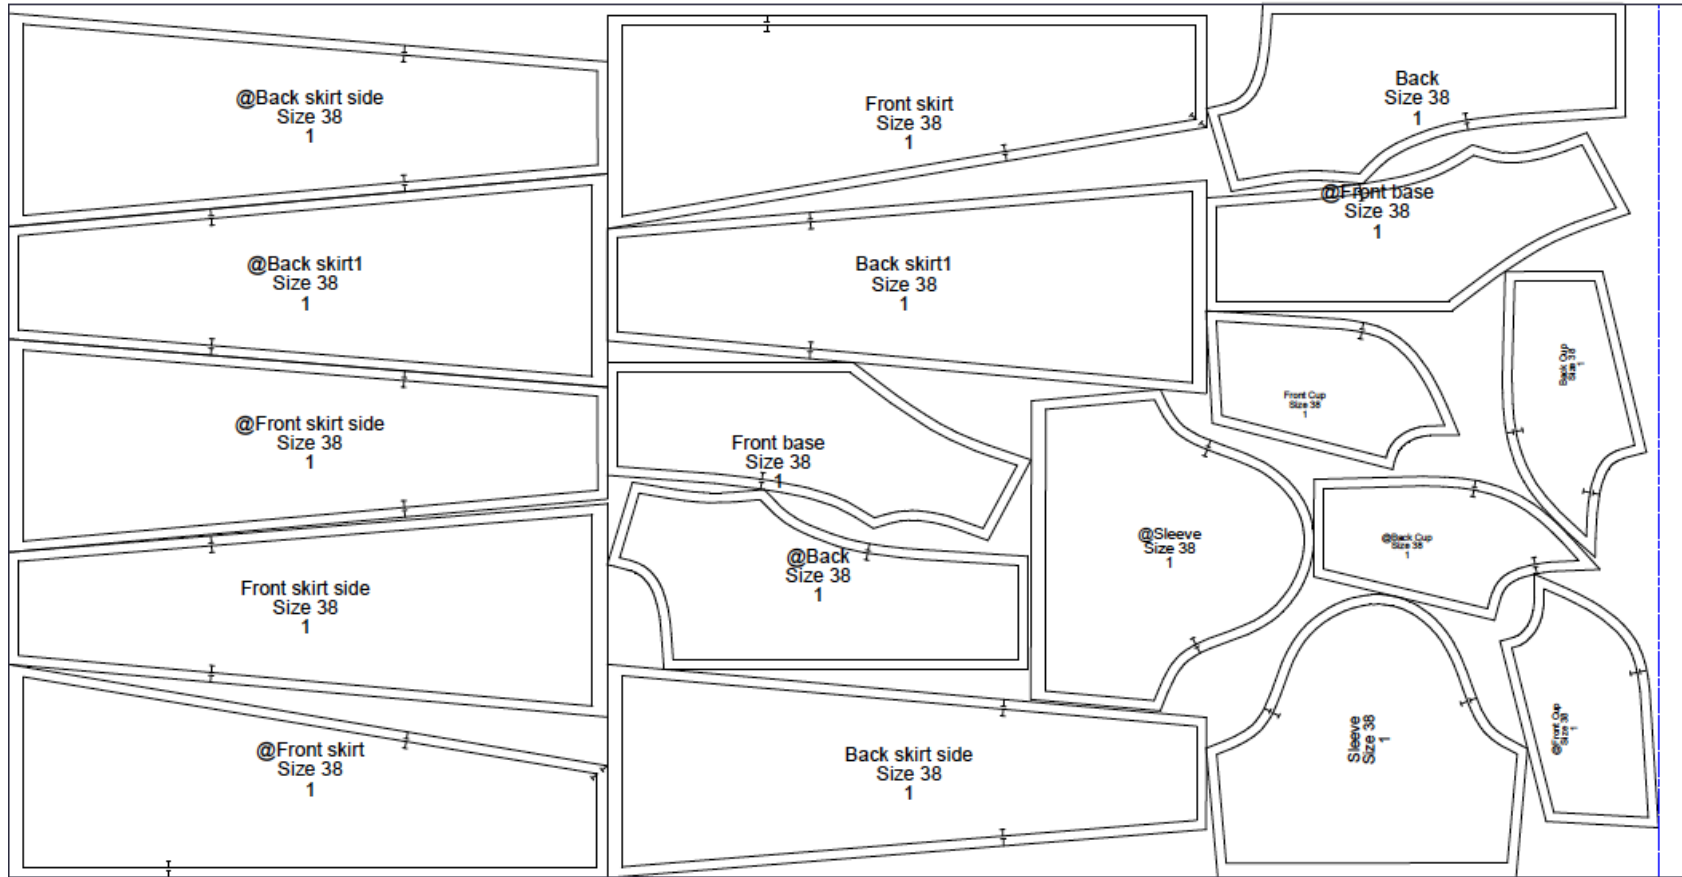 @Back skirt side
Size 38
1
@Back skirt1
Size 38
1
@Front skirt side
Size 38
1
Front skirt side
Size 38
1
@Front skirt
Size 38
1
Front skirt
Size 38
1
Back skirt1
Size 38
1
Front base
Size 38
1
@Back
Size 38
1
Back skirt side
Size 38
1
@Sleeve
Size 38
1
Back
Size 38
1
@Front base
Size 38
1
Front Cup
Size 38
1
Back Cup
Size 38
1
@Back Cup
Size 38
1
Sleeve
Size 38
1
@Front Cup
Size 38
1